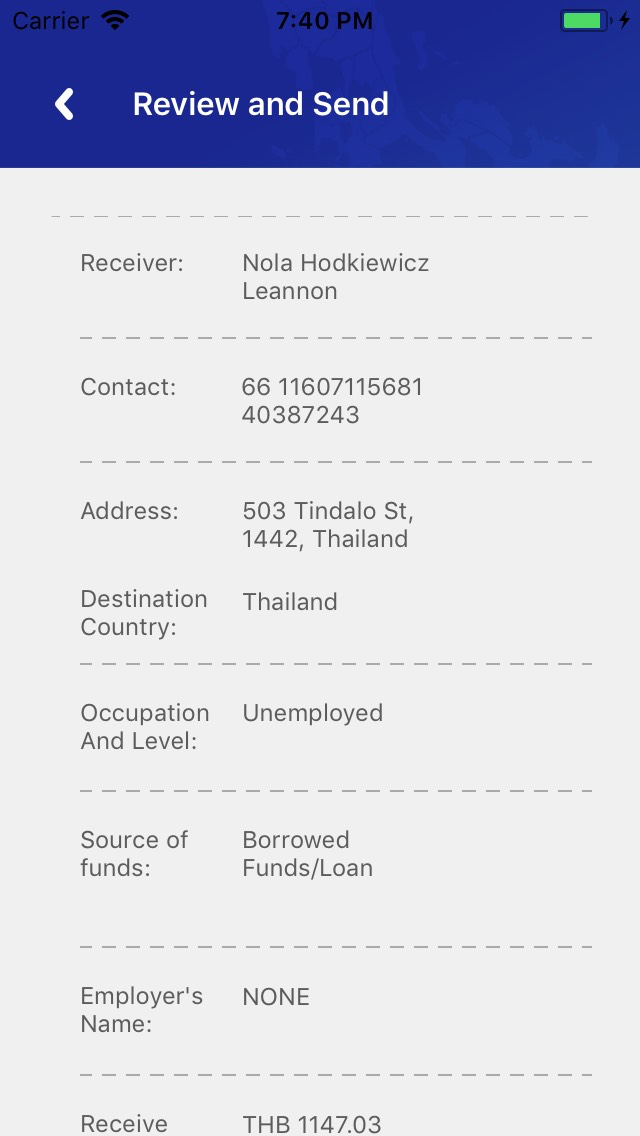 Carrier 7:40 PM
Review and Send
Receiver: Nola Hodkiewicz
Leannon
Contact: 66 11607115681
40387243
Address: 503 Tindalo St,
1442, Thailand
Destination Thailand
Country:
Occupation Unemployed
And Level:
Source of Borrowed
funds: Funds/Loan
Employer's NONE
Name:
Receive THB 1147.03